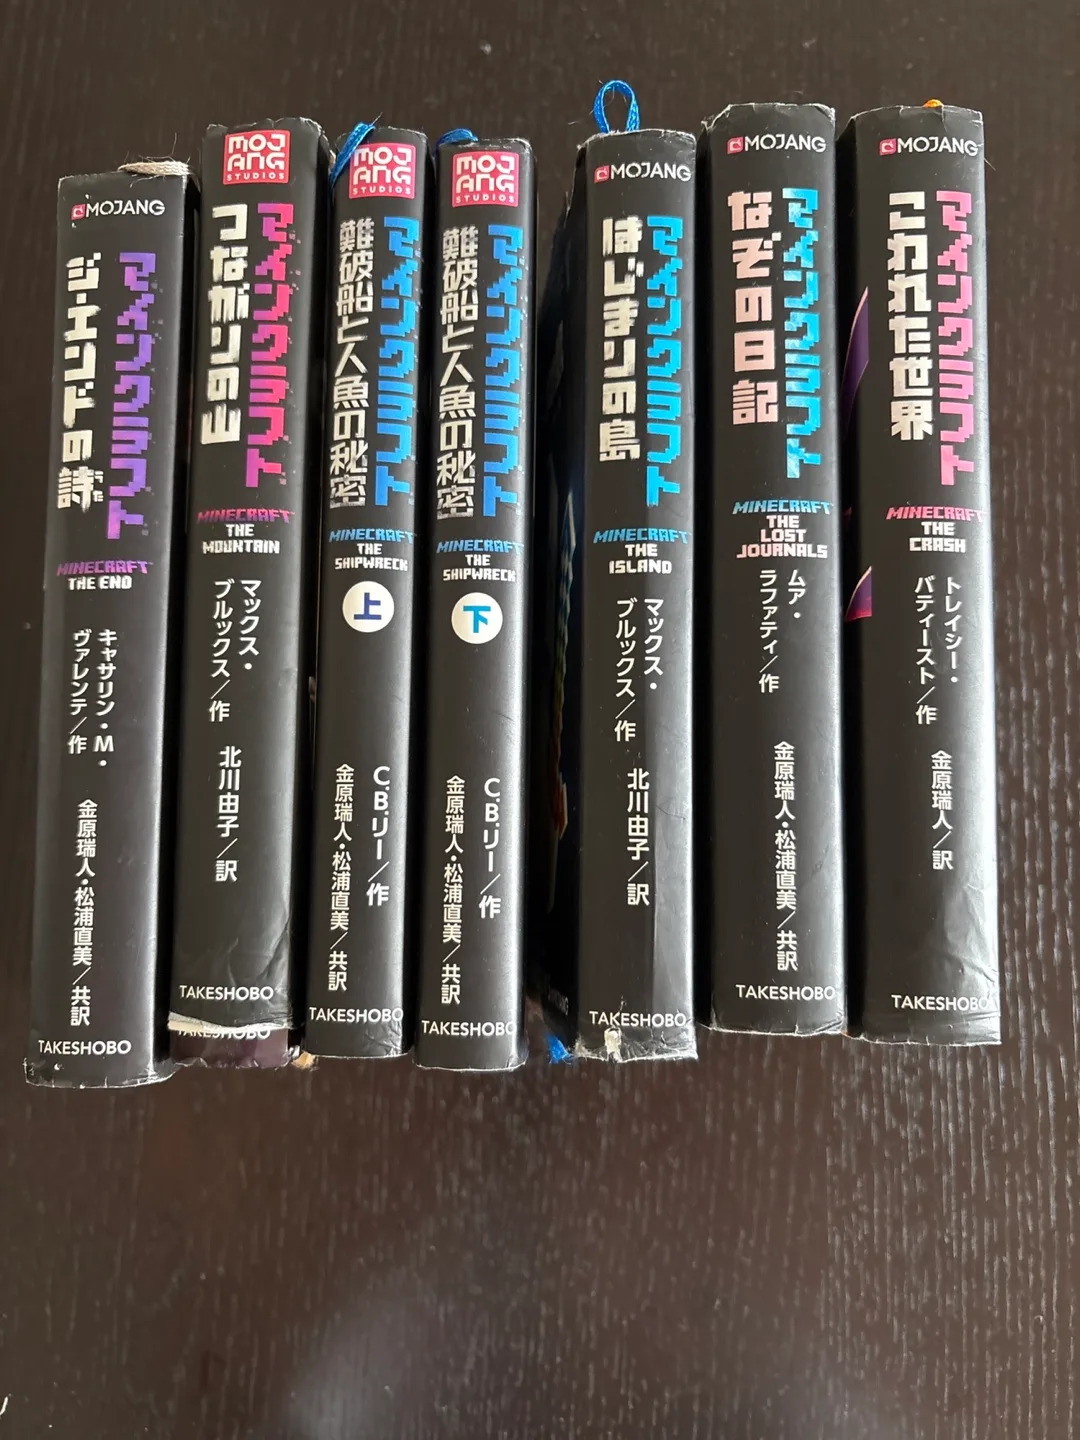 MOJANG
マインクラフト
ジ・エンドの詩
うた
MINECRAFT
THE END
キャサリン・M・
ヴァレンテ/作
金原瑞人・松浦直美/共訳
TAKESHOBO
MOJ
ANG
STUDIOS
マインクラフト
つながりの山
MINECRAFT
THE
MOUNTAIN
マックス・
ブルックス/作
北川由子/訳
TAKESHOBO
TAKESHOBO
MOJ
ANG
STUDIOS
マインクラフト
難破船と人魚の秘密
MINECRAFT
THE
SHIPWRECK
上
C.B.リー/作
金原瑞人・松浦直美/共訳
TAKESHOBO
MOJ
ANG
STUDIOS
マインクラフト
難破船と人魚の秘密
MINECRAFT
THE
SHIPWRECK
下
C.B.リー/作
金原瑞人・松浦直美/共訳
TAKESHOBO
MOJANG
マインクラフト
はじまりの島
MINECRAFT
THE
ISLAND
マックス・
ブルックス/作
北川由子/訳
TAKESHOBO
MOJANG
マインクラフト
なぞの日記
MINECRAFT
THE
LOST
JOURNALS
ムア・
ラファティ/作
金原瑞人・松浦直美/共訳
TAKESHOBO
MOJANG
マインクラフト
こわれた世界
MINECRAFT
THE
CRASH
トレイシー・
バティースト/作
金原瑞人/訳
TAKESHOBO